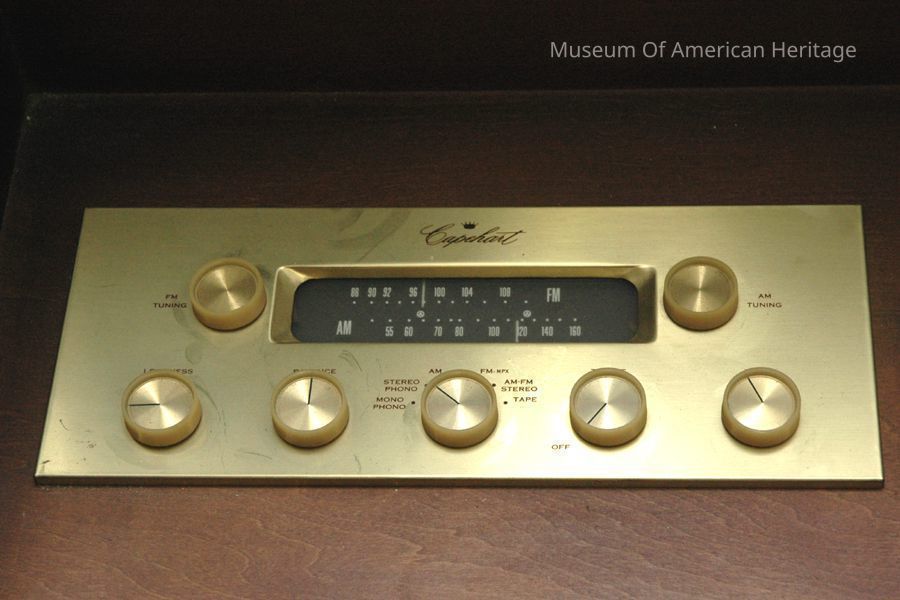 Museum Of American Heritage
Capehart
88 90 92 96 100 104 108 FM
AM 55 60 70 80 100 120 140 160
FM
TUNING
AM
TUNING
AM
FM-MPX
STEREO
PHONO
AM-FM
STEREO
MONO
PHONO
TAPE
OFF